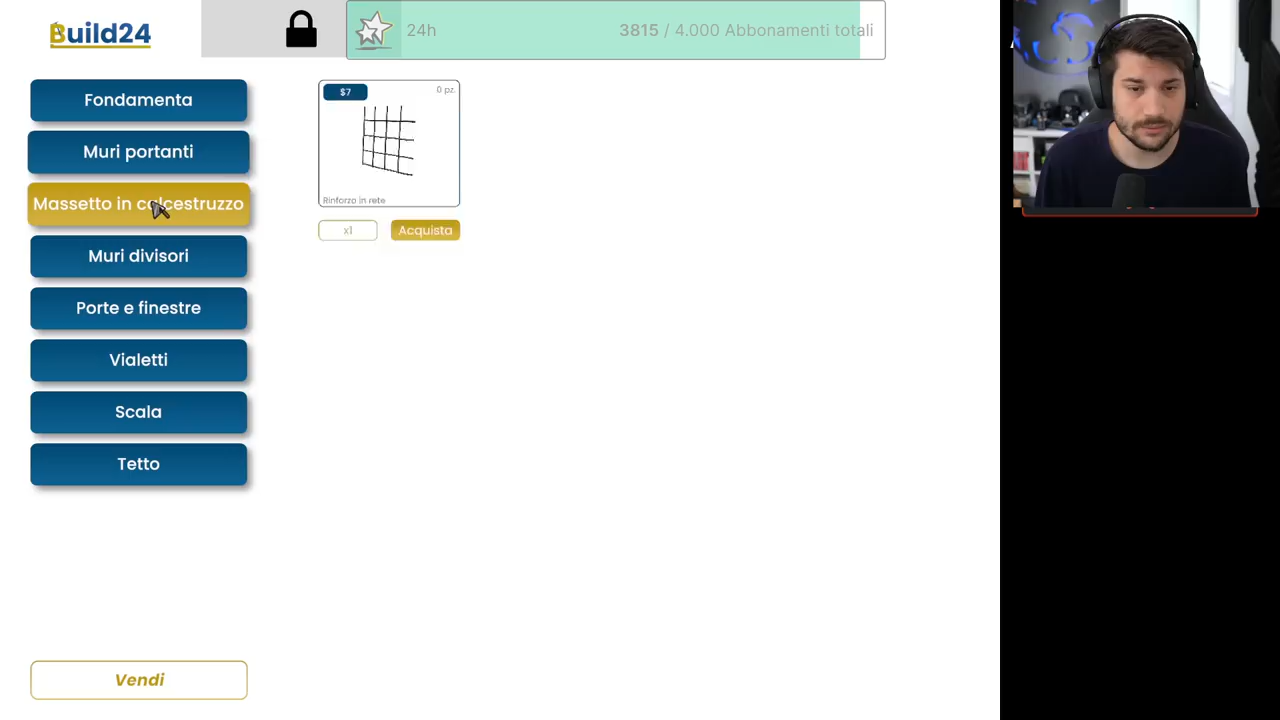 Build24
24h
3815 / 4.000 Abbonamenti totali
Fondamenta
Muri portanti
Massetto in calcestruzzo
Muri divisori
Porte e finestre
Vialetti
Scala
Tetto
Vendi
$7
0 pz.
Rinforzo in rete
x1
Acquista